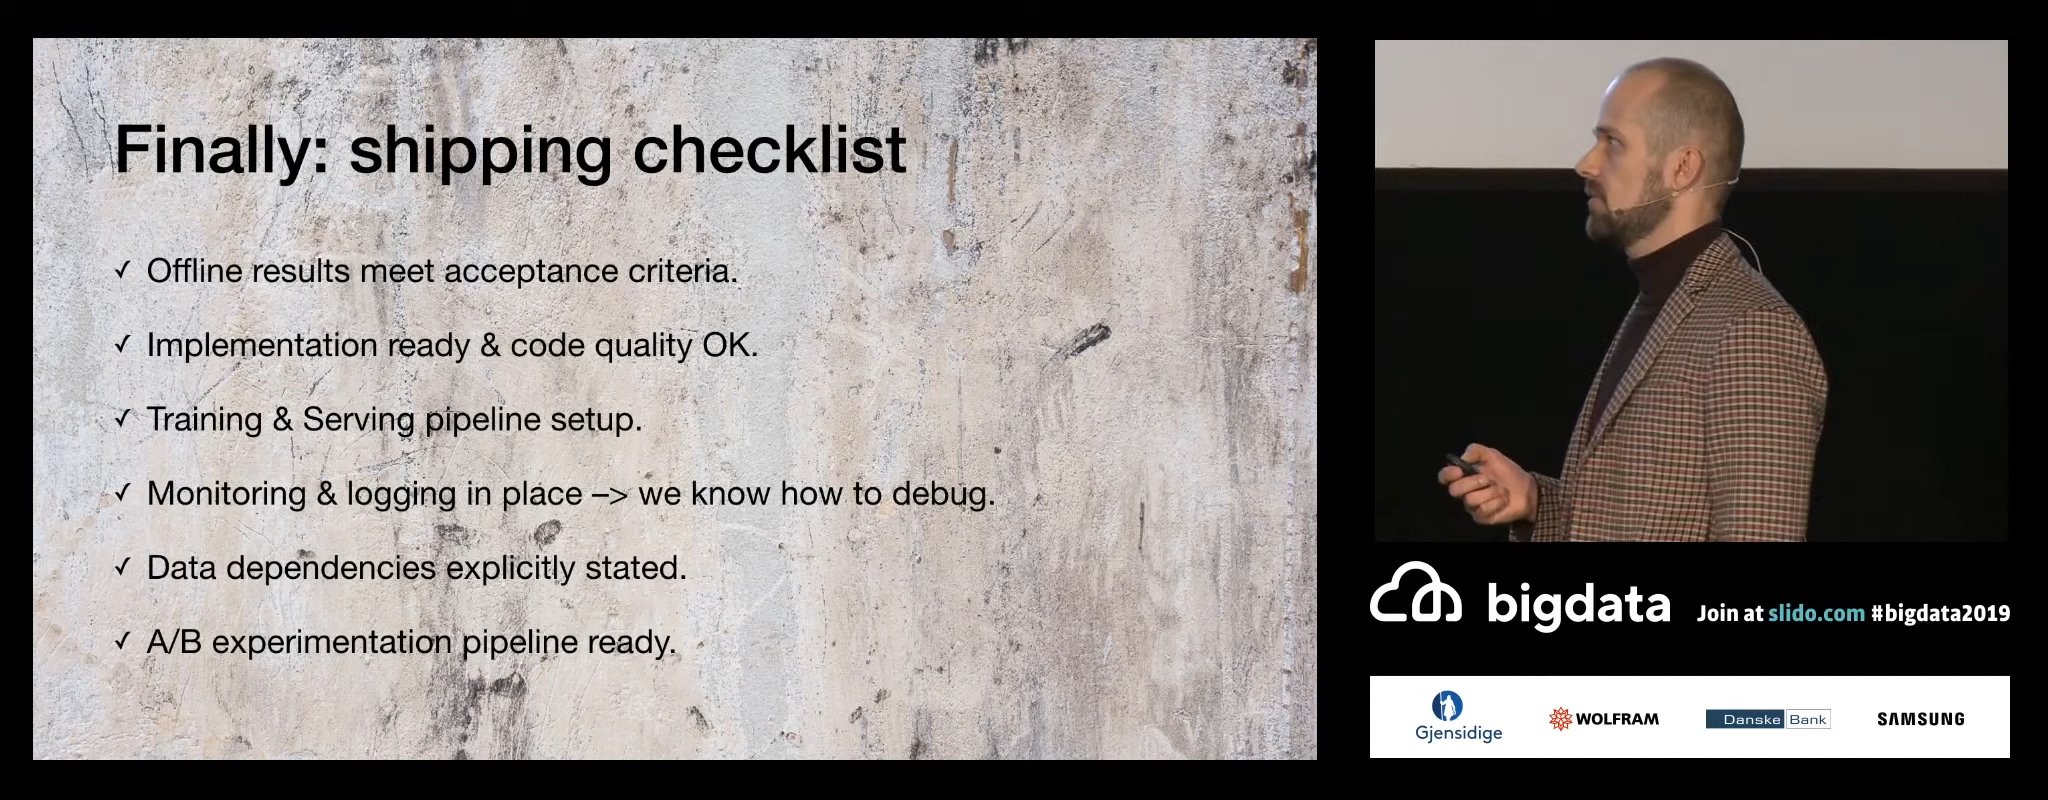 Finally: shipping checklist
✓ Offline results meet acceptance criteria.
✓ Implementation ready & code quality OK.
✓ Training & Serving pipeline setup.
✓ Monitoring & logging in place –> we know how to debug.
✓ Data dependencies explicitly stated.
✓ A/B experimentation pipeline ready.
bigdata
Join at slido.com #bigdata2019
Gjensidige
WOLFRAM
Danske Bank
SAMSUNG